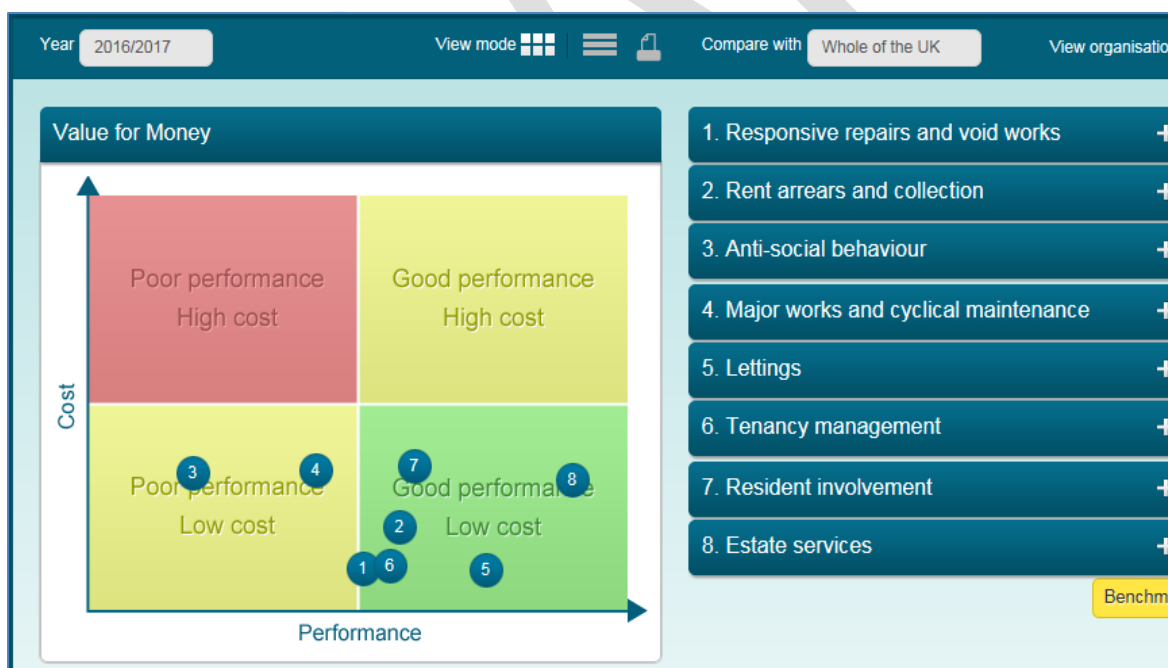 Year 2016/2017 View mode Compare with Whole of the UK View organisatio
Value for Money
Poor performance
High cost
Good performance
High cost
Cost
Poor performance
Low cost
Good performance
Low cost
3
4
7
8
2
1
6
5
Performance
1. Responsive repairs and void works
2. Rent arrears and collection
3. Anti-social behaviour
4. Major works and cyclical maintenance
5. Lettings
6. Tenancy management
7. Resident involvement
8. Estate services
Benchm